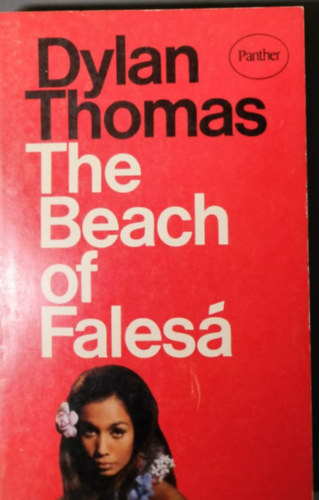 Dylan
Thomas
Panther
The
Beach
of
Falesá